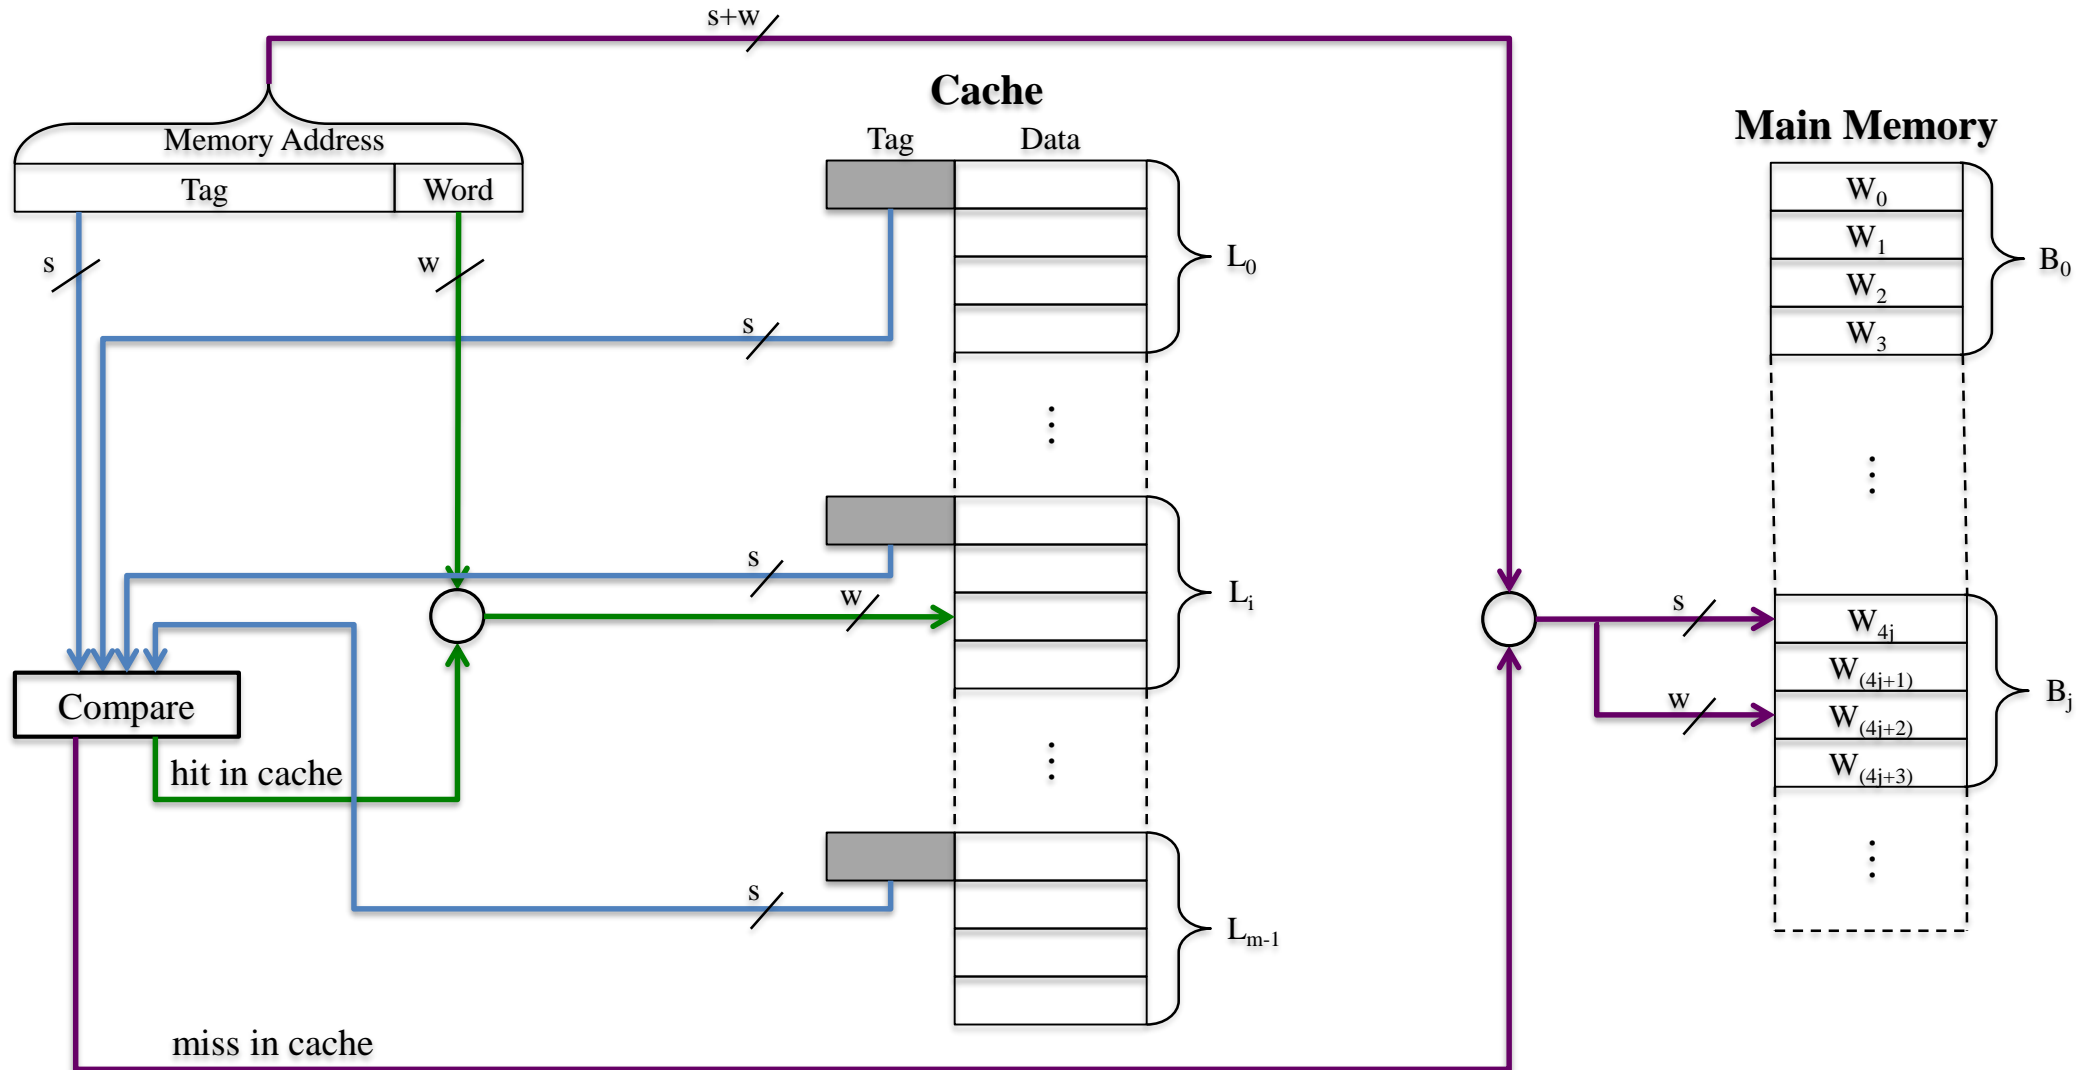 s+w
Cache
Main Memory
Memory Address
Tag
Data
Tag
Word
W0
W1
W2
W3
B0
L0
s
w
s
⋮
⋮
s
w
Li
s
w
W4j
W(4j+1)
W(4j+2)
W(4j+3)
Bj
Compare
hit in cache
⋮
⋮
s
Lm-1
miss in cache